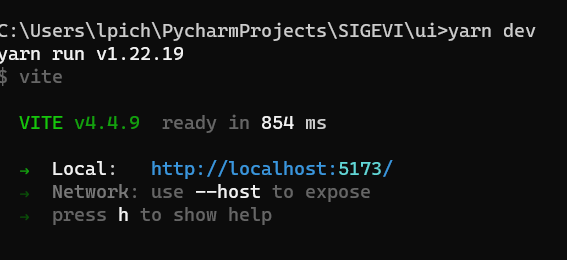 C:\Users\lpich\PycharmProjects\SIGEVI\ui>yarn dev
yarn run v1.22.19
$ vite
VITE v4.4.9  ready in 854 ms
➜  Local:   http://localhost:5173/
➜  Network: use --host to expose
➜  press h to show help